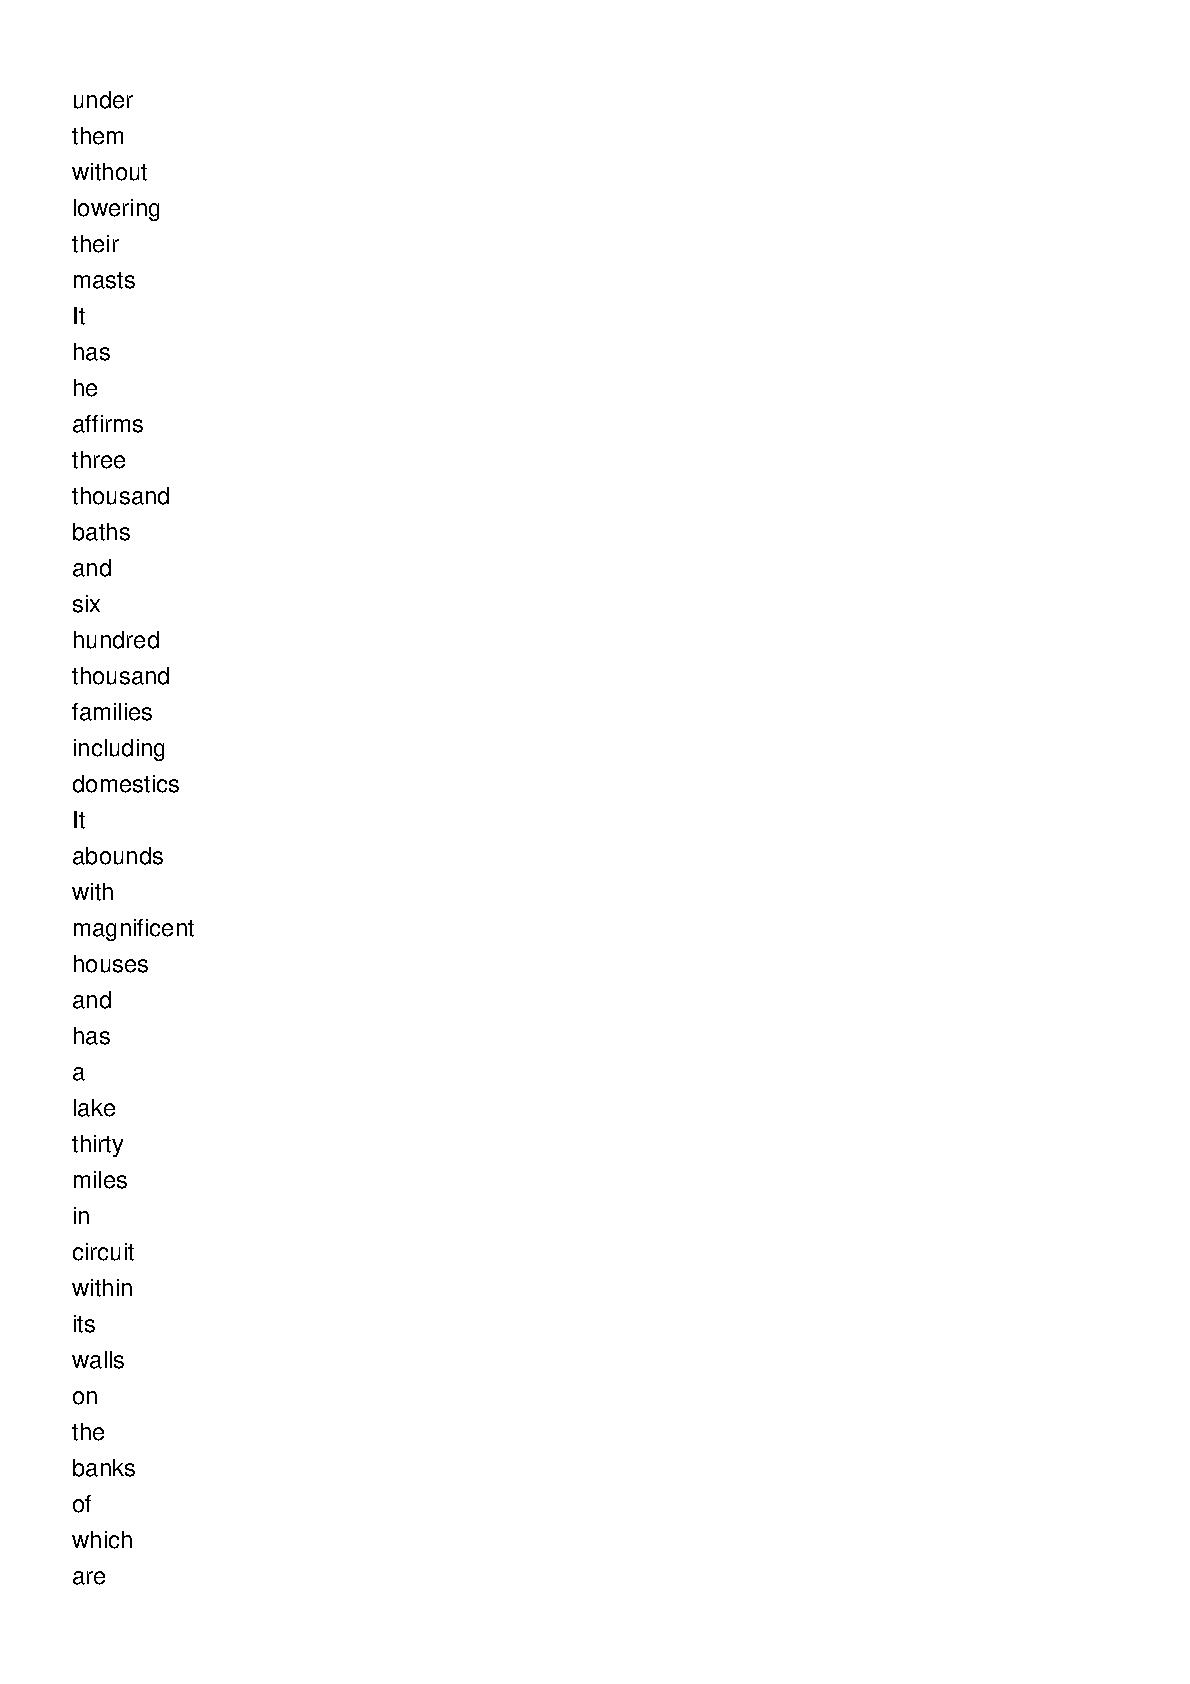 under
them
without
lowering
their
masts
It
has
he
affirms
three
thousand
baths
and
six
hundred
thousand
families
including
domestics
It
abounds
with
magnificent
houses
and
has
a
lake
thirty
miles
in
circuit
within
its
walls
on
the
banks
of
which
are